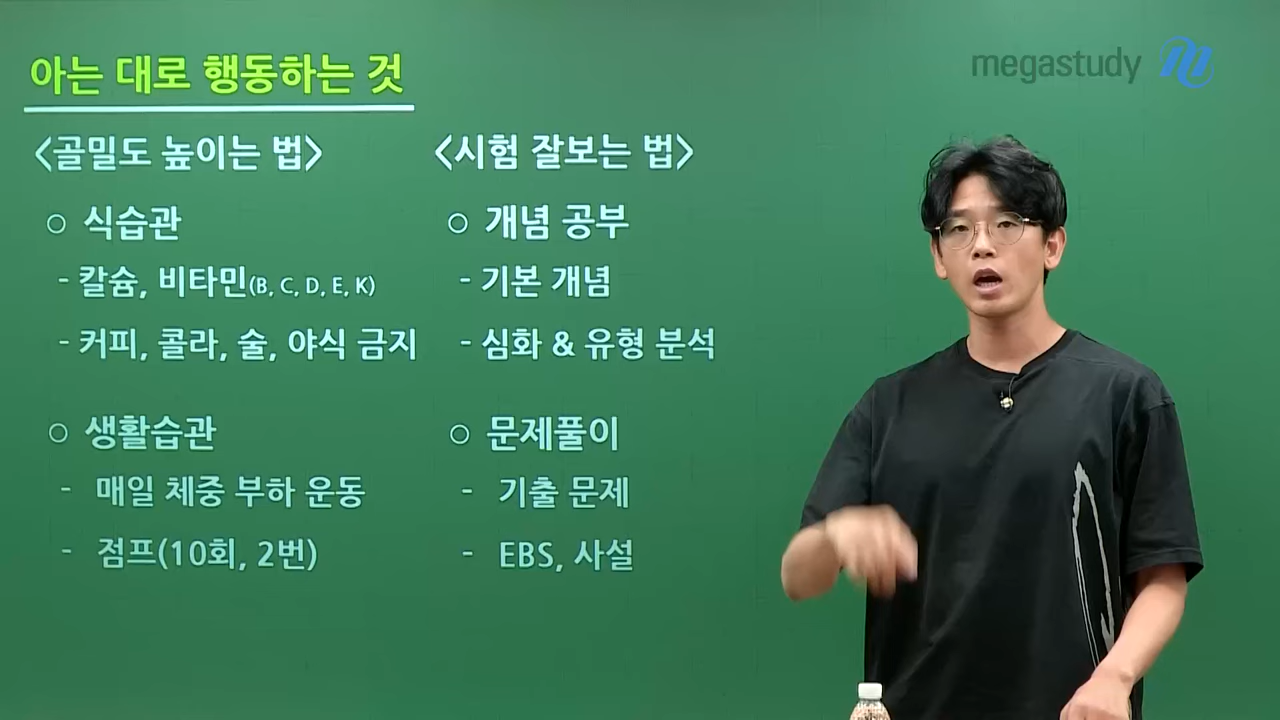 아는 대로 행동하는 것
megastudy
<골밀도 높이는 법>
○ 식습관
- 칼슘, 비타민(B, C, D, E, K)
- 커피, 콜라, 술, 야식 금지
○ 생활습관
- 매일 체중 부하 운동
- 점프(10회, 2번)
<시험 잘보는 법>
○ 개념 공부
- 기본 개념
- 심화 & 유형 분석
○ 문제풀이
- 기출 문제
- EBS, 사설